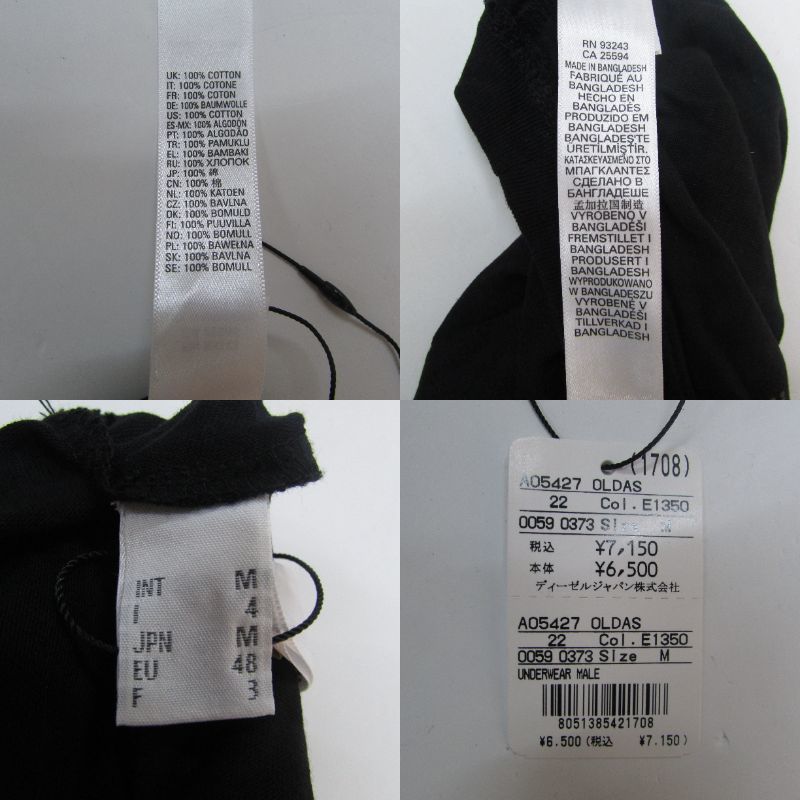 UK: 100% COTTON
IT: 100% COTONE
FR: 100% COTON
DE: 100% BAUMWOLLE
US: 100% COTTON
ES-MX: 100% ALGODON
PT: 100% ALGODÃO
TR: 100% PAMUKLU
EL: 100% BAMBAKI
RU: 100% ХЛОПОК
JP: 100% 綿
CN: 100% 棉
NL: 100% KATOEN
CZ: 100% BAVLNA
DK: 100% BOMULD
FI: 100% PUUVILLA
NO: 100% BOMULL
PL: 100% BAWEŁNA
SK: 100% BAVLNA
SE: 100% BOMULL
RN 93243
CA 25594
MADE IN BANGLADESH
FABRIQUÉ AU
BANGLADESH
HECHO EN
BANGLADÉS
PRODUZIDO EM
BANGLADESH
BANGLADEŞ'TE
ÜRETİLMİŞTİR.
ΚΑΤΑΣΚΕΥΑΣΜΕΝΟ ΣΤΟ
ΜΠΑΓΚΛΑΝΤΕΣ
СДЕЛАНО В
БАНГЛАДЕШЕ
孟加拉国制造
VYROBENO V
BANGLADÉŠI
FREMSTILLET I
BANGLADESH
PRODUSERT I
BANGLADESH
WYPRODUKOWANO
W BANGLADESZU
VYROBENÉ V
BANGLADÉŠI
TILLVERKAD I
BANGLADESH
INT M
I 4
JPN M
EU 48
F 3
(1708)
A05427 OLDAS
22 Col.E1350
0059 0373 Size M
税込 ¥7,150
本体 ¥6,500
ディーゼルジャパン株式会社
A05427 OLDAS
22 Col.E1350
0059 0373 Size M
UNDERWEAR MALE
8051385421708
¥6.500(税込 ¥7.150)